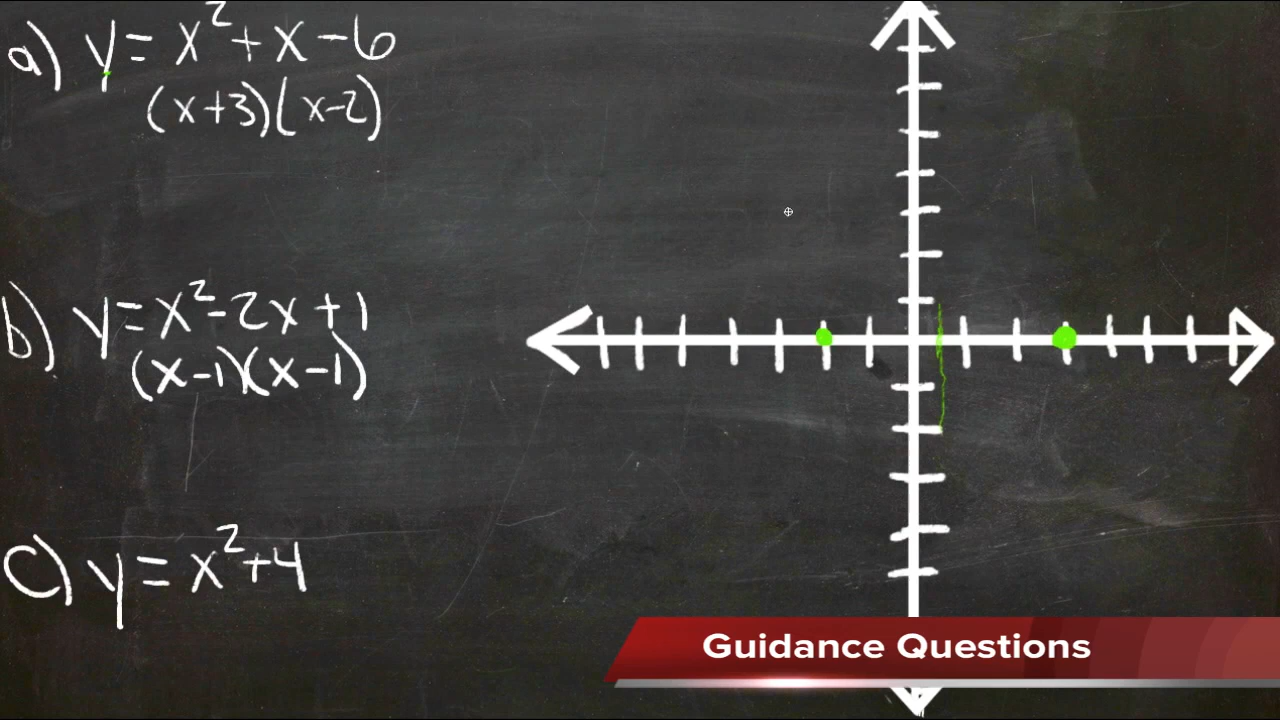 a) y = x² + x - 6
(x+3)(x-2)
b) y = x² - 2x + 1
(x-1)(x-1)
c) y = x² + 4
Guidance Questions